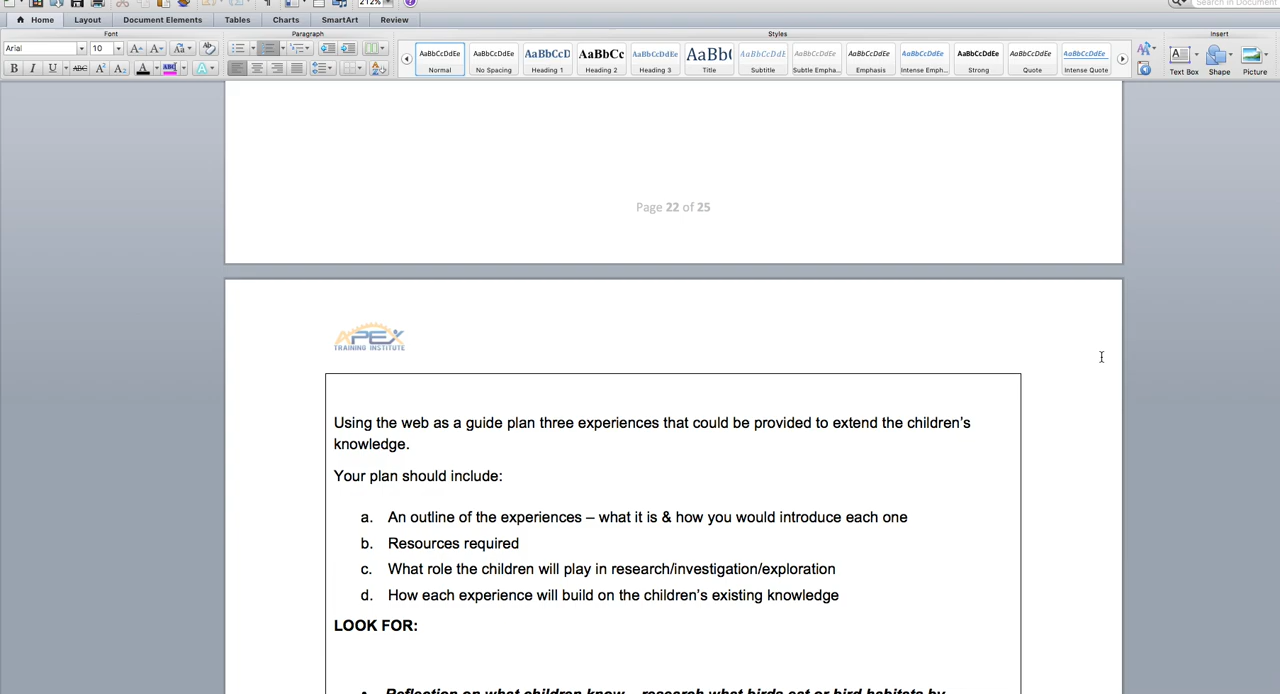 212%
Search in Document
Home Layout Document Elements Tables Charts SmartArt Review
Font Paragraph Styles Insert
Arial 10
AaBbCcDdEe AaBbCcDdEe AaBbCcD AaBbCc AaBbCcDdEe AaBb( AaBbCcDdE AaBbCcDdEe AaBbCcDdEe AaBbCcDdEe AaBbCcDdEe AaBbCcDdEe AaBbCcDdEe
B I U ABC A² A₂ A ABC A
Normal No Spacing Heading 1 Heading 2 Heading 3 Title Subtitle Subtle Empha... Emphasis Intense Emph... Strong Quote Intense Quote Text Box Shape Picture
Page 22 of 25
APEX
TRAINING INSTITUTE
Using the web as a guide plan three experiences that could be provided to extend the children's
knowledge.
Your plan should include:
a. An outline of the experiences – what it is & how you would introduce each one
b. Resources required
c. What role the children will play in research/investigation/exploration
d. How each experience will build on the children's existing knowledge
LOOK FOR:
• Reflection on what children know – research what birds eat or bird habitats by